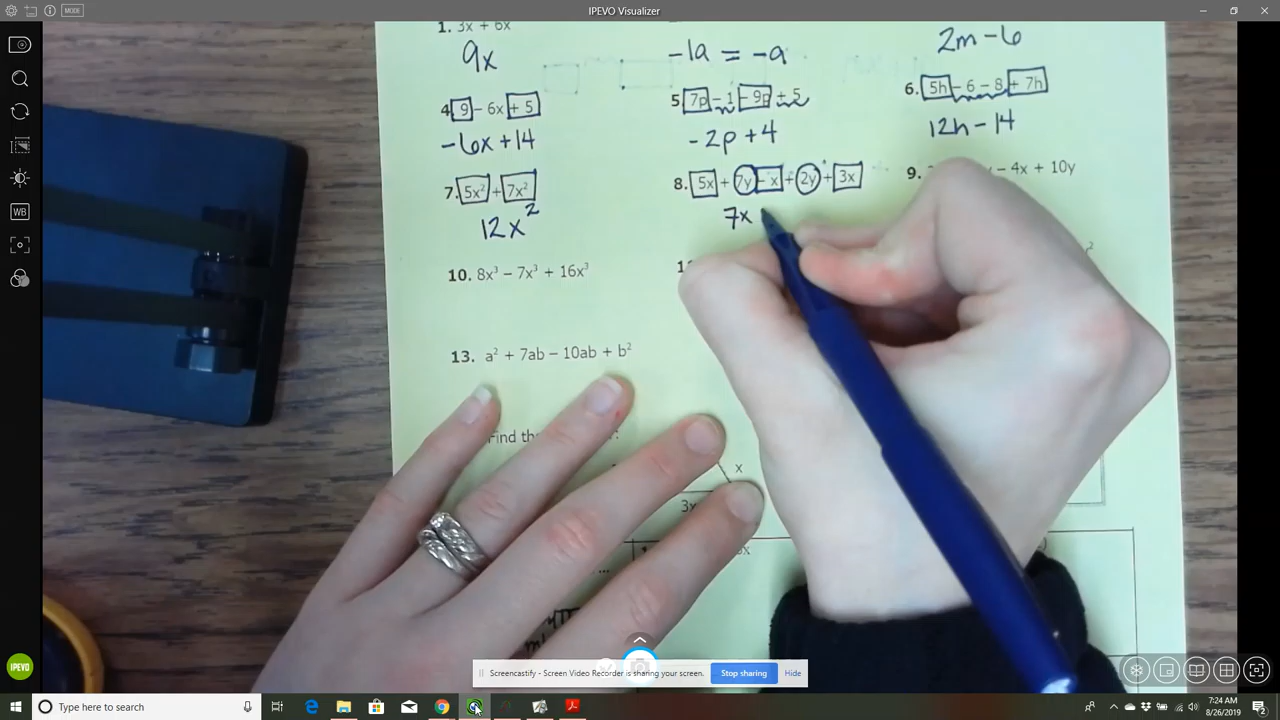 IPEVO Visualizer
MODE
WB
1. 3x + 6x
9x
-1a = -a
2m - 6
4 9 - 6x + 5
-6x + 14
5 7p - 1 - 9p + 5
-2p + 4
6. 5h - 6 - 8 + 7h
12h - 14
7. 5x² + 7x²
12x²
8. 5x + 7y - x + 2y + 3x
7x
9.
- 4x + 10y
10. 8x³ - 7x³ + 16x³
13. a² + 7ab - 10ab + b²
Find
x
3x
IPEVO
Screencastify - Screen Video Recorder is sharing your screen.
Stop sharing
Hide
Type here to search
7:24 AM
8/26/2019